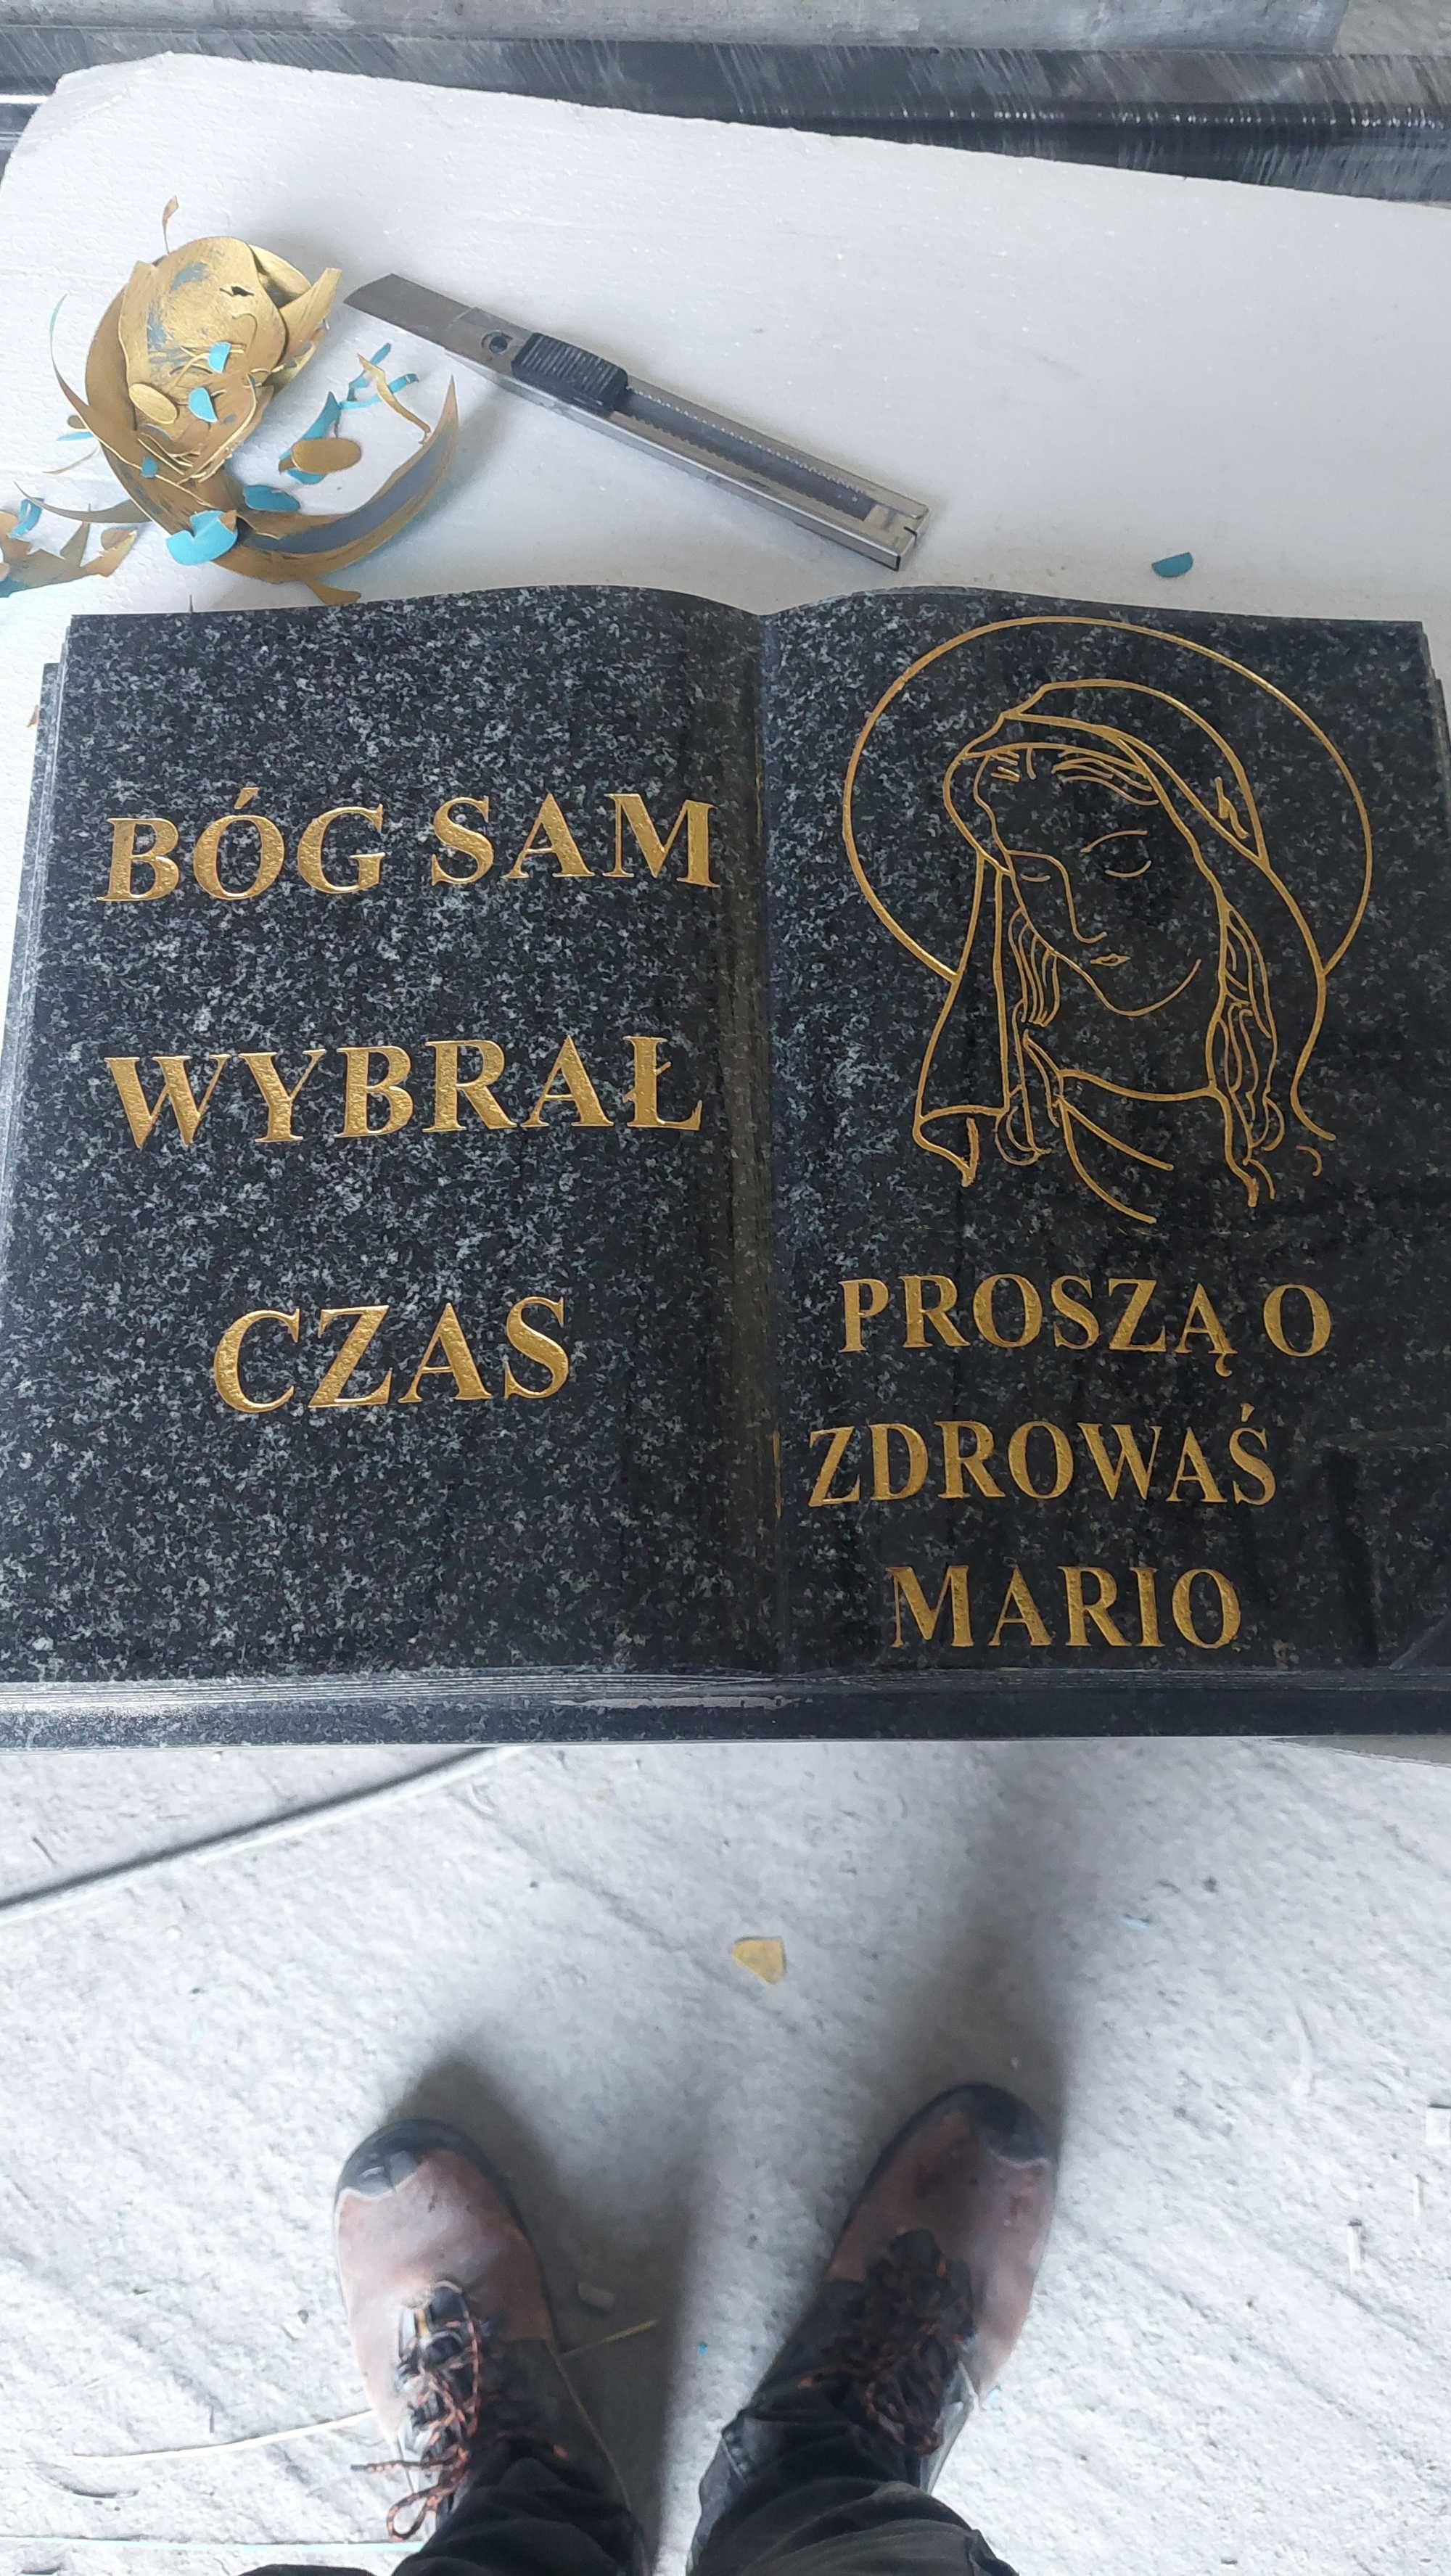 BÓG SAM
WYBRAŁ
CZAS
PROSZĄ O
ZDROWAŚ
MARIO